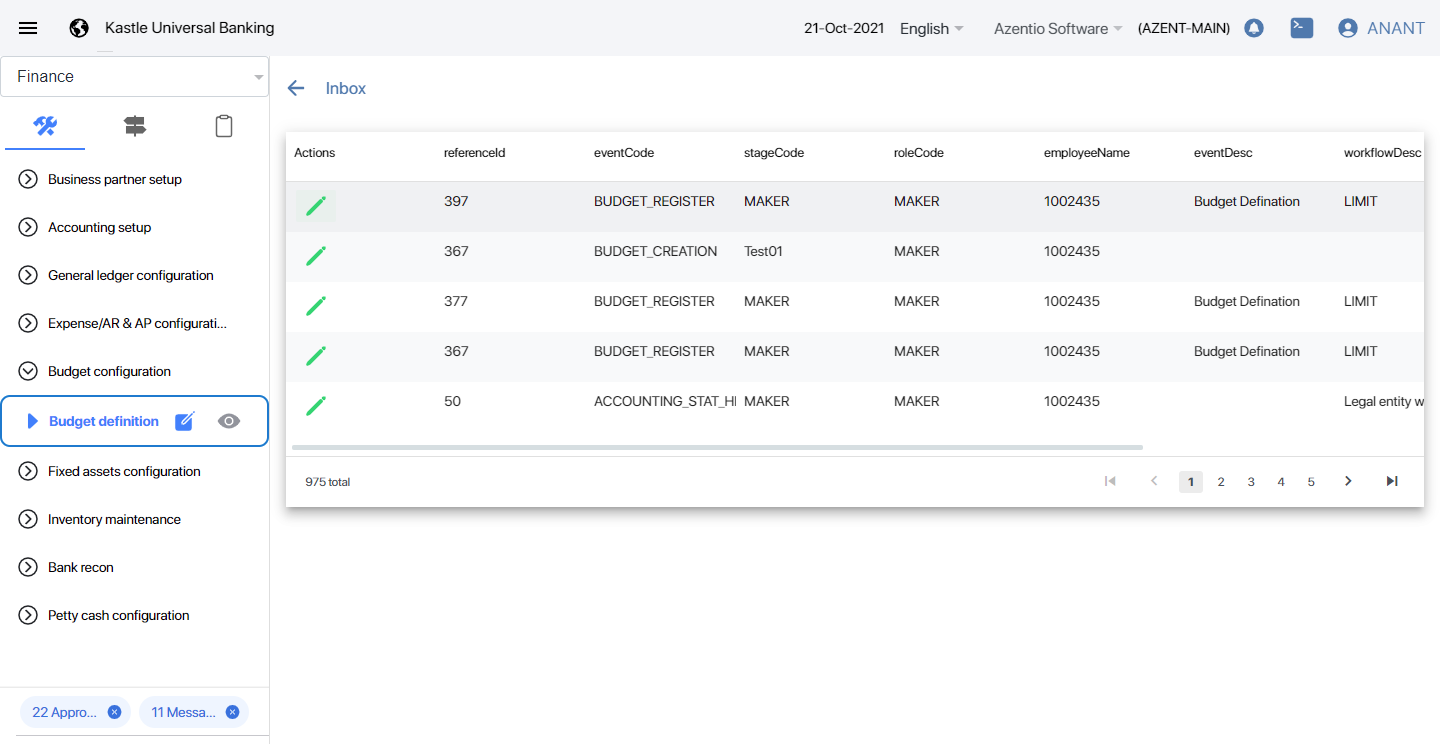 Kastle Universal Banking
21-Oct-2021 English Azentio Software (AZENT-MAIN) ANANT
Finance
Business partner setup
Accounting setup
General ledger configuration
Expense/AR & AP configurati...
Budget configuration
Budget definition
Fixed assets configuration
Inventory maintenance
Bank recon
Petty cash configuration
22 Appro... 11 Messa...
Inbox
Actions referenceId eventCode stageCode roleCode employeeName eventDesc workflowDesc
397 BUDGET_REGISTER MAKER MAKER 1002435 Budget Defination LIMIT
367 BUDGET_CREATION Test01 MAKER 1002435
377 BUDGET_REGISTER MAKER MAKER 1002435 Budget Defination LIMIT
367 BUDGET_REGISTER MAKER MAKER 1002435 Budget Defination LIMIT
50 ACCOUNTING_STAT_HI MAKER MAKER 1002435 Legal entity w
975 total 1 2 3 4 5